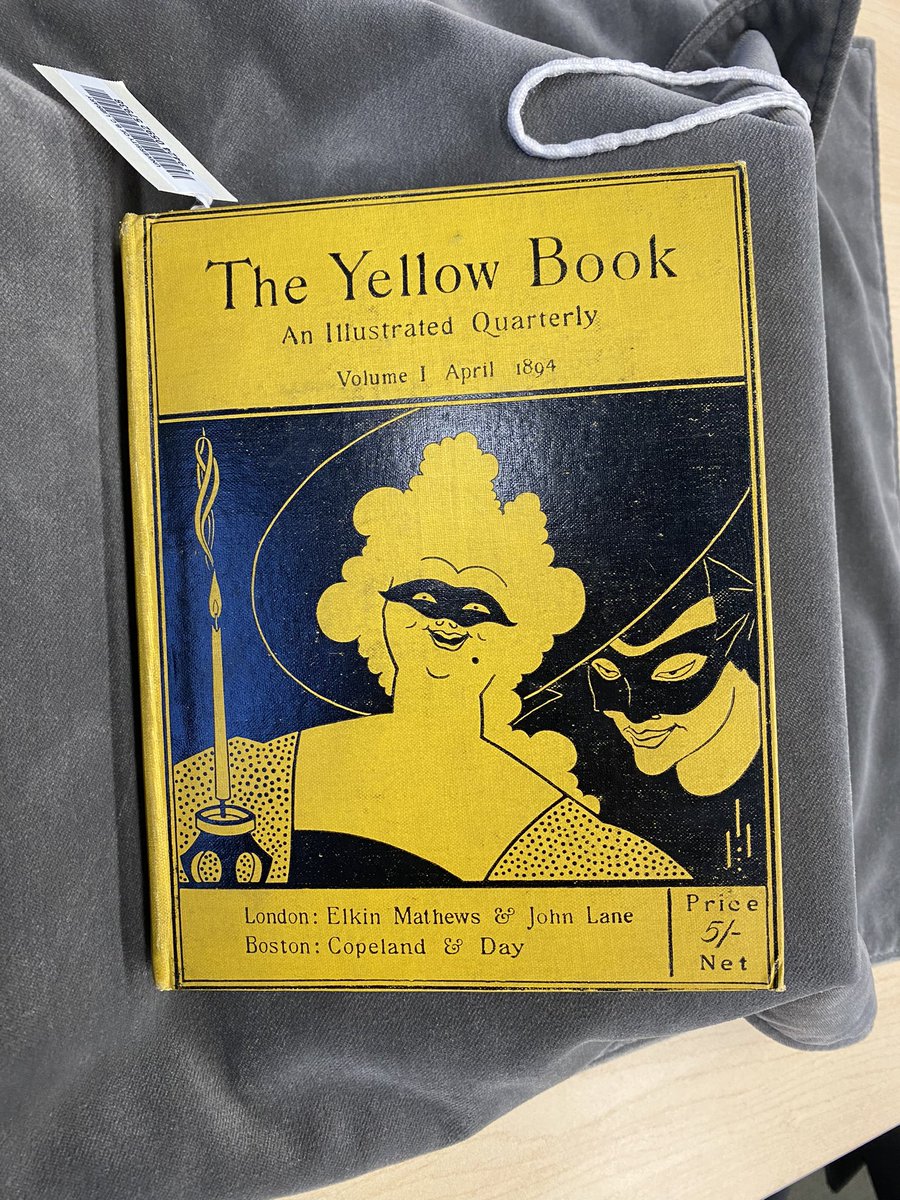 The Yellow Book
An Illustrated Quarterly
Volume I April 1894
London: Elkin Mathews & John Lane
Boston: Copeland & Day
Price
5/-
Net